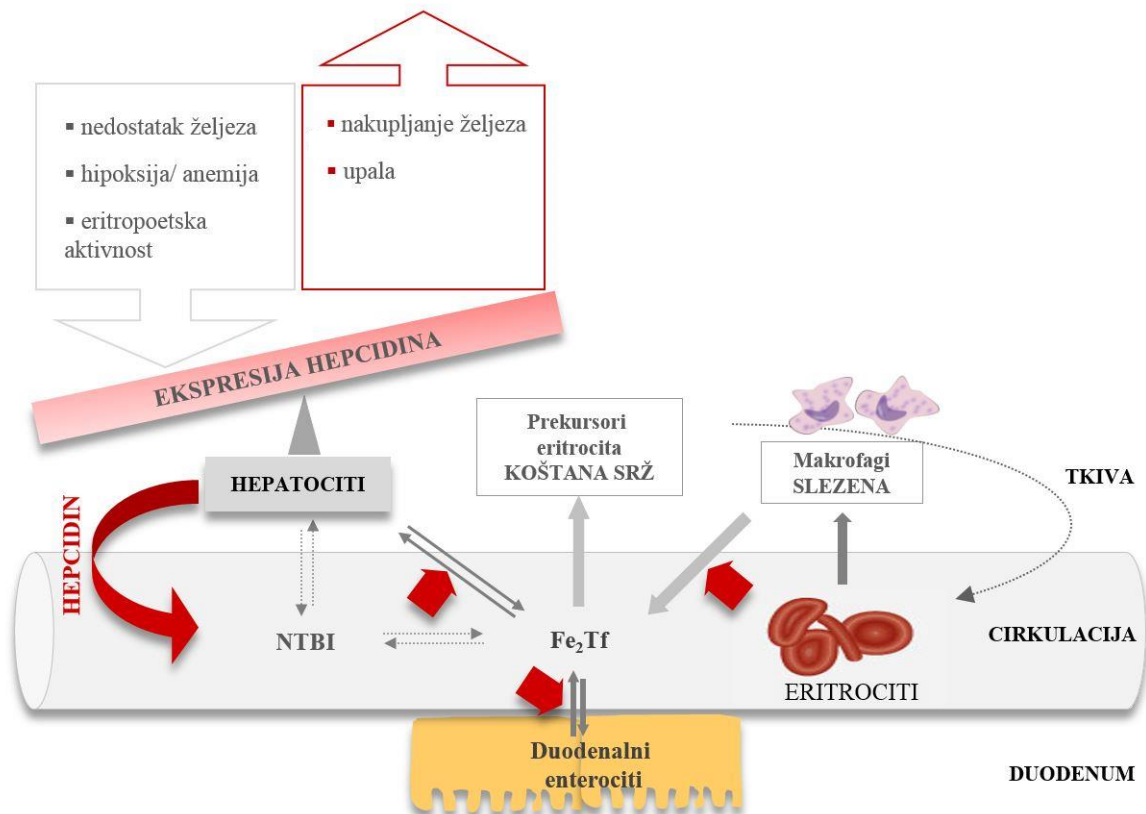 ▪ nedostatak željeza
▪ hipoksija/ anemija
▪ eritropoetska
aktivnost
▪ nakupljanje željeza
▪ upala
EKSPRESIJA HEPCIDINA
HEPATOCITI
HEPCIDIN
Prekursori
eritrocita
KOŠTANA SRŽ
Makrofagi
SLEZENA
TKIVA
NTBI
Fe₂Tf
ERITROCITI
CIRKULACIJA
Duodenalni
enterociti
DUODENUM